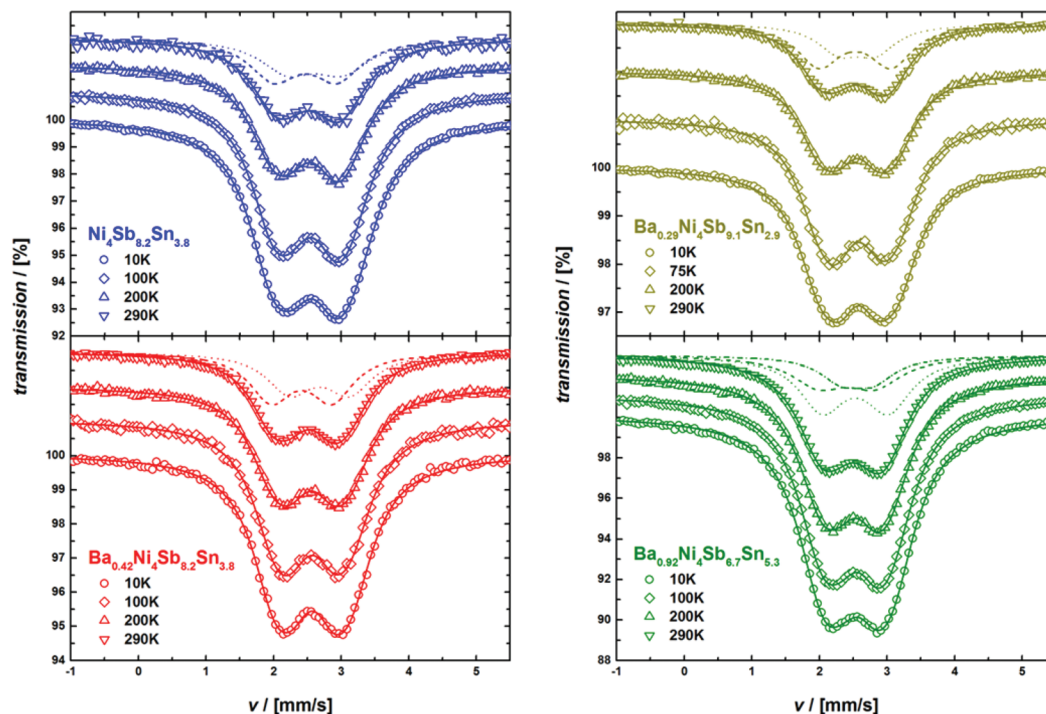 transmission / [%]
100
99
98
97
96
95
94
93
92
Ni4Sb8.2Sn3.8
10K
100K
200K
290K
100
99
98
97
Ba0.29Ni4Sb9.1Sn2.9
10K
75K
200K
290K
transmission / [%]
100
99
98
97
96
95
94
Ba0.42Ni4Sb8.2Sn3.8
10K
100K
200K
290K
-1 0 1 2 3 4 5
v / [mm/s]
98
96
94
92
90
88
Ba0.92Ni4Sb6.7Sn5.3
10K
100K
200K
290K
-1 0 1 2 3 4 5
v / [mm/s]